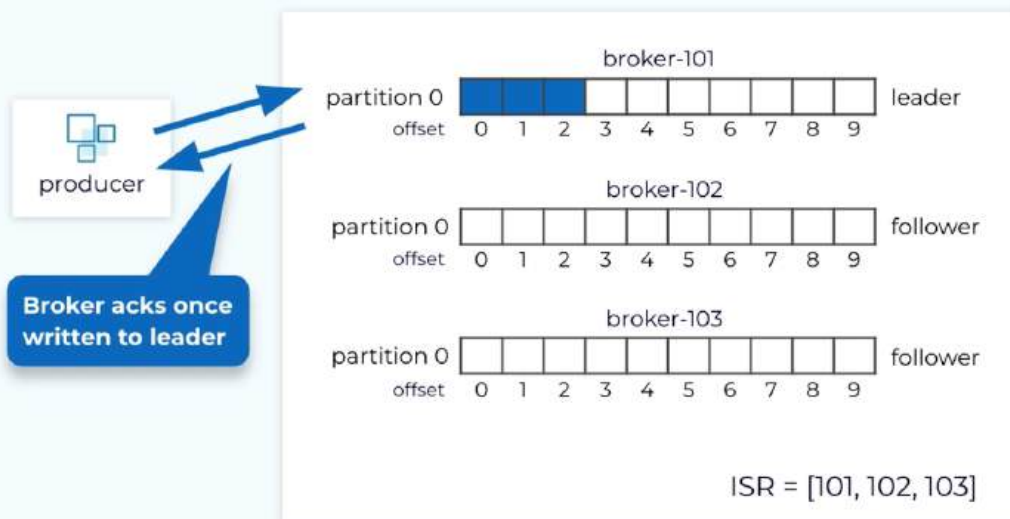 broker-101
partition 0 leader
offset 0 1 2 3 4 5 6 7 8 9
producer
broker-102
partition 0 follower
offset 0 1 2 3 4 5 6 7 8 9
Broker acks once
written to leader
broker-103
partition 0 follower
offset 0 1 2 3 4 5 6 7 8 9
ISR = [101, 102, 103]